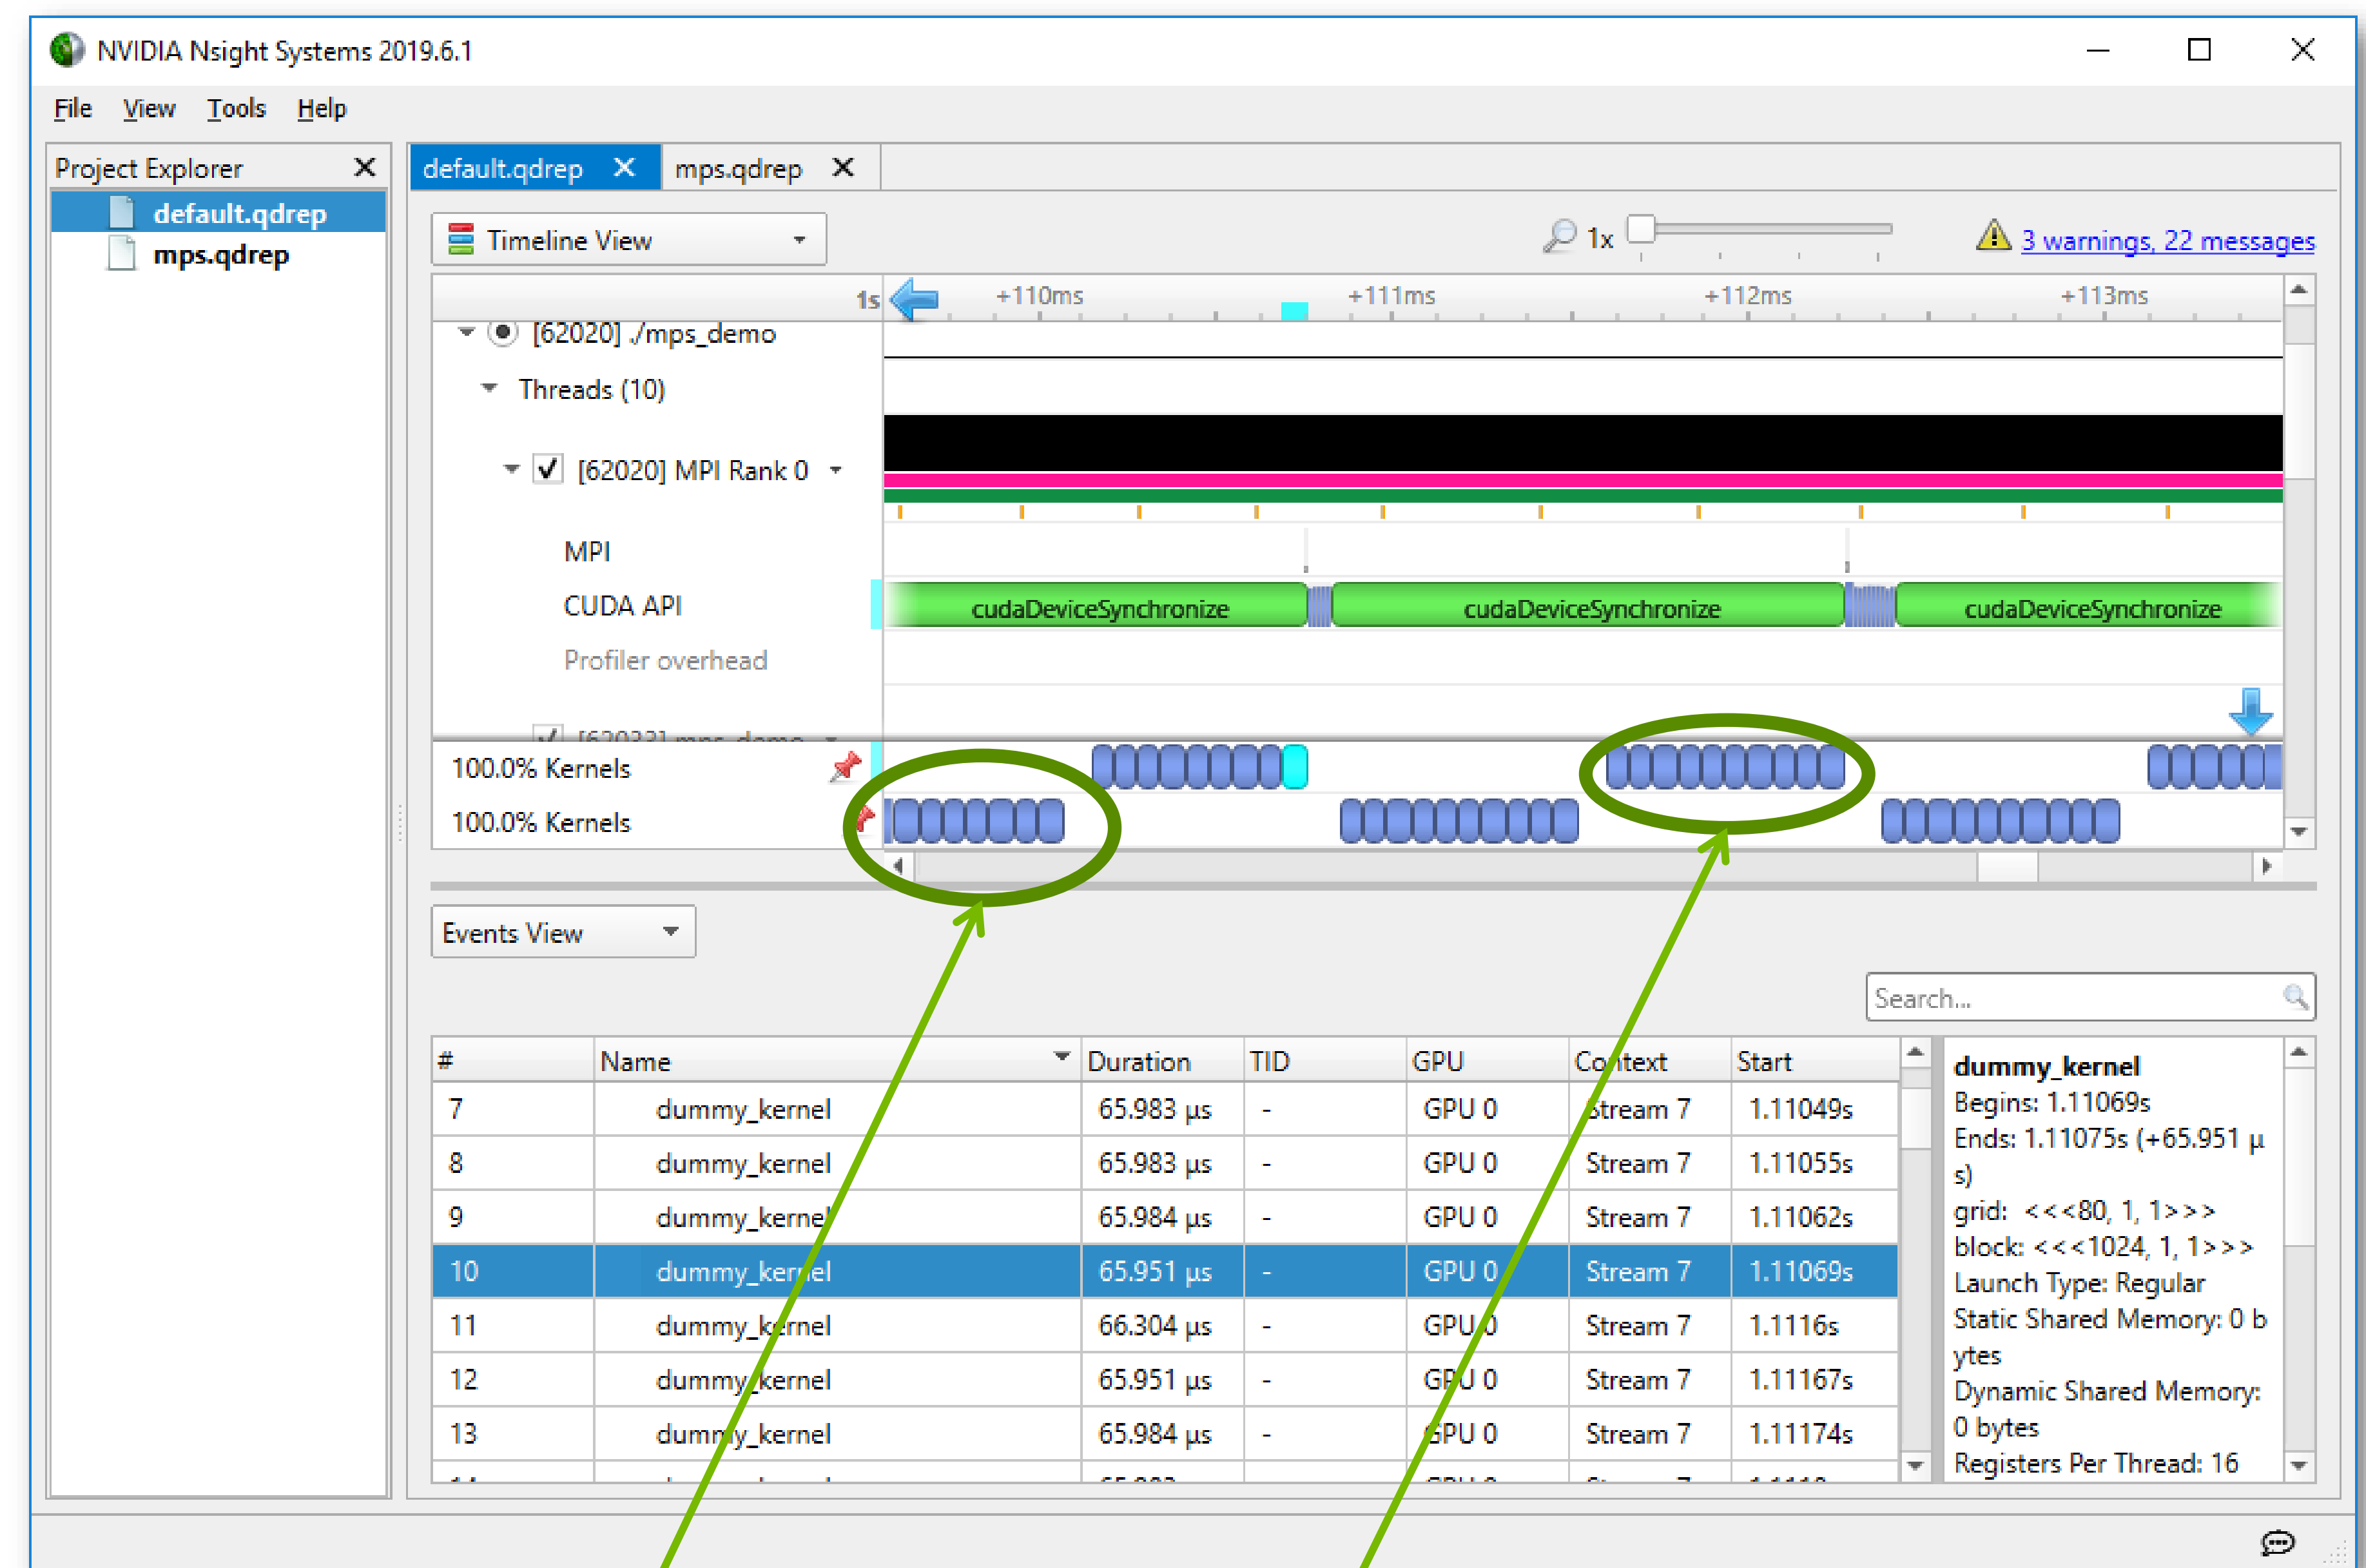 NVIDIA Nsight Systems 2019.6.1
File View Tools Help
Project Explorer
default.qdrep
mps.qdrep
default.qdrep mps.qdrep
Timeline View
1x
3 warnings, 22 messages
1s +110ms +111ms +112ms +113ms
[62020] ./mps_demo
Threads (10)
[62020] MPI Rank 0
MPI
CUDA API
cudaDeviceSynchronize cudaDeviceSynchronize cudaDeviceSynchronize
Profiler overhead
[62033] mps_demo
100.0% Kernels
100.0% Kernels
Events View
Search...
# Name Duration TID GPU Context Start
7 dummy_kernel 65.983 µs - GPU 0 Stream 7 1.11049s
8 dummy_kernel 65.983 µs - GPU 0 Stream 7 1.11055s
9 dummy_kernel 65.984 µs - GPU 0 Stream 7 1.11062s
10 dummy_kernel 65.951 µs - GPU 0 Stream 7 1.11069s
11 dummy_kernel 66.304 µs - GPU 0 Stream 7 1.1116s
12 dummy_kernel 65.951 µs - GPU 0 Stream 7 1.11167s
13 dummy_kernel 65.984 µs - GPU 0 Stream 7 1.11174s
dummy_kernel
Begins: 1.11069s
Ends: 1.11075s (+65.951 µ
s)
grid: <<<80, 1, 1>>>
block: <<<1024, 1, 1>>>
Launch Type: Regular
Static Shared Memory: 0 b
ytes
Dynamic Shared Memory:
0 bytes
Registers Per Thread: 16